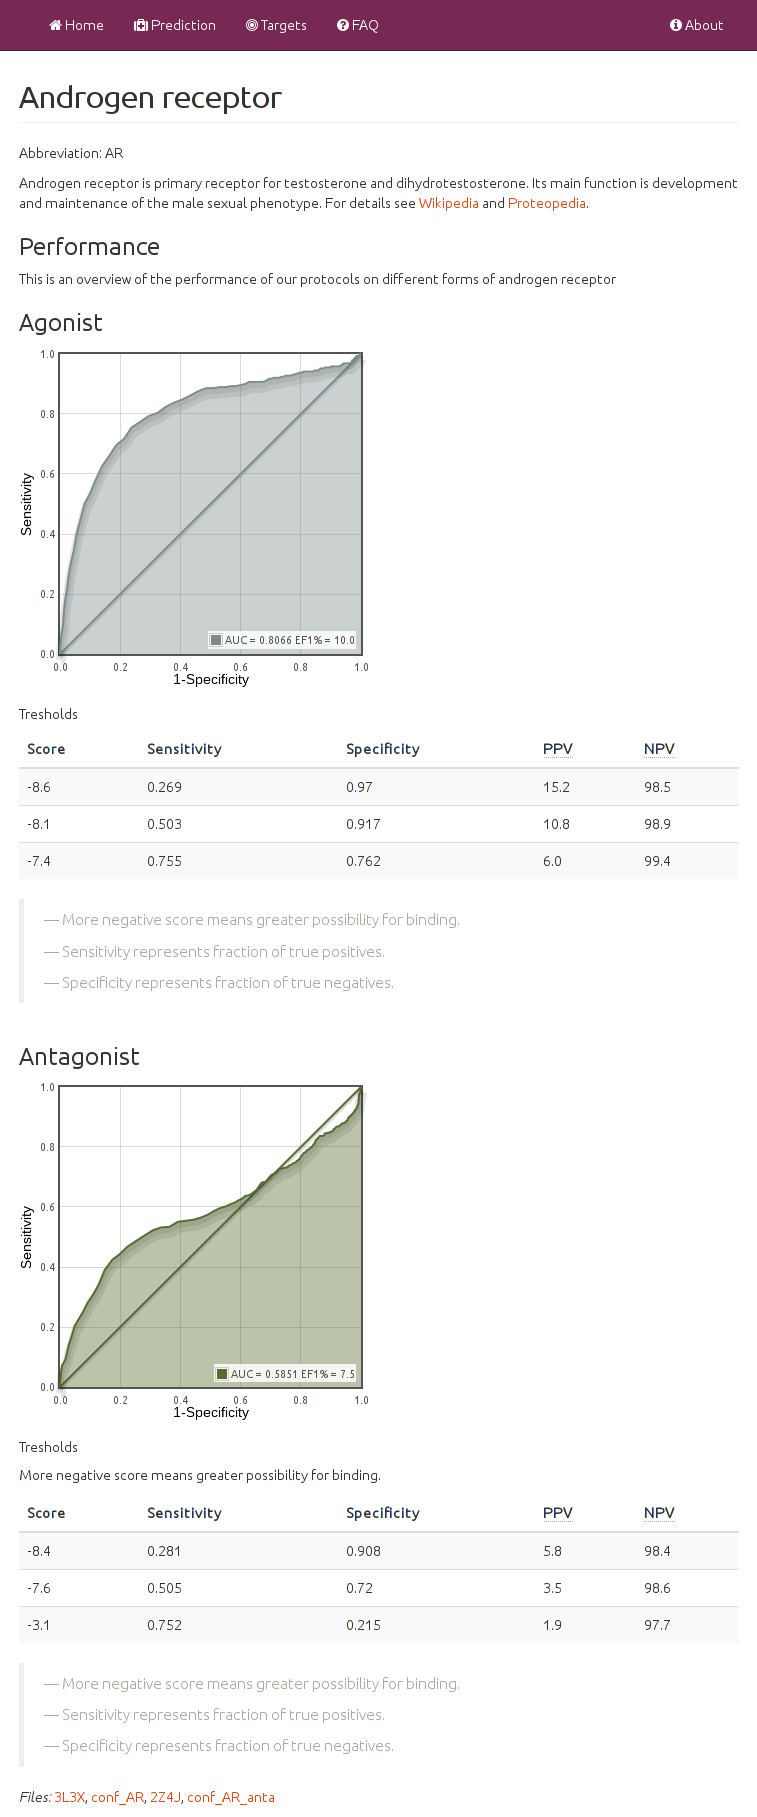 Home Prediction Targets FAQ About
Androgen receptor
Abbreviation: AR
Androgen receptor is primary receptor for testosterone and dihydrotestosterone. Its main function is development
and maintenance of the male sexual phenotype. For details see Wikipedia and Proteopedia.
Performance
This is an overview of the performance of our protocols on different forms of androgen receptor
Agonist
1.0
0.8
0.6
Sensitivity
0.4
0.2
AUC = 0.8066 EF1% = 10.0
0.0
0.0 0.2 0.4 0.6 0.8 1.0
1-Specificity
Tresholds
Score Sensitivity Specificity PPV NPV
-8.6 0.269 0.97 15.2 98.5
-8.1 0.503 0.917 10.8 98.9
-7.4 0.755 0.762 6.0 99.4
— More negative score means greater possibility for binding.
— Sensitivity represents fraction of true positives.
— Specificity represents fraction of true negatives.
Antagonist
1.0
0.8
0.6
Sensitivity
0.4
0.2
AUC = 0.5851 EF1% = 7.5
0.0
0.0 0.2 0.4 0.6 0.8 1.0
1-Specificity
Tresholds
More negative score means greater possibility for binding.
Score Sensitivity Specificity PPV NPV
-8.4 0.281 0.908 5.8 98.4
-7.6 0.505 0.72 3.5 98.6
-3.1 0.752 0.215 1.9 97.7
— More negative score means greater possibility for binding.
— Sensitivity represents fraction of true positives.
— Specificity represents fraction of true negatives.
Files: 3L3X, conf_AR, 2Z4J, conf_AR_anta